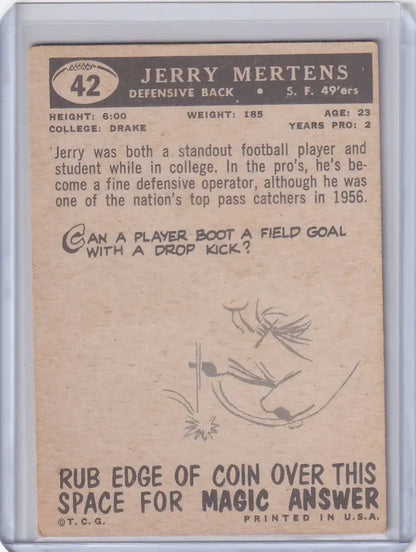 42
JERRY MERTENS
DEFENSIVE BACK • S. F. 49'ers
HEIGHT: 6:00 WEIGHT: 185 AGE: 23
COLLEGE: DRAKE YEARS PRO: 2
Jerry was both a standout football player and
student while in college. In the pro's, he's be-
come a fine defensive operator, although he was
one of the nation's top pass catchers in 1956.
CAN A PLAYER BOOT A FIELD GOAL
WITH A DROP KICK?
RUB EDGE OF COIN OVER THIS
SPACE FOR MAGIC ANSWER
©T.C.G. PRINTED IN U.S.A.